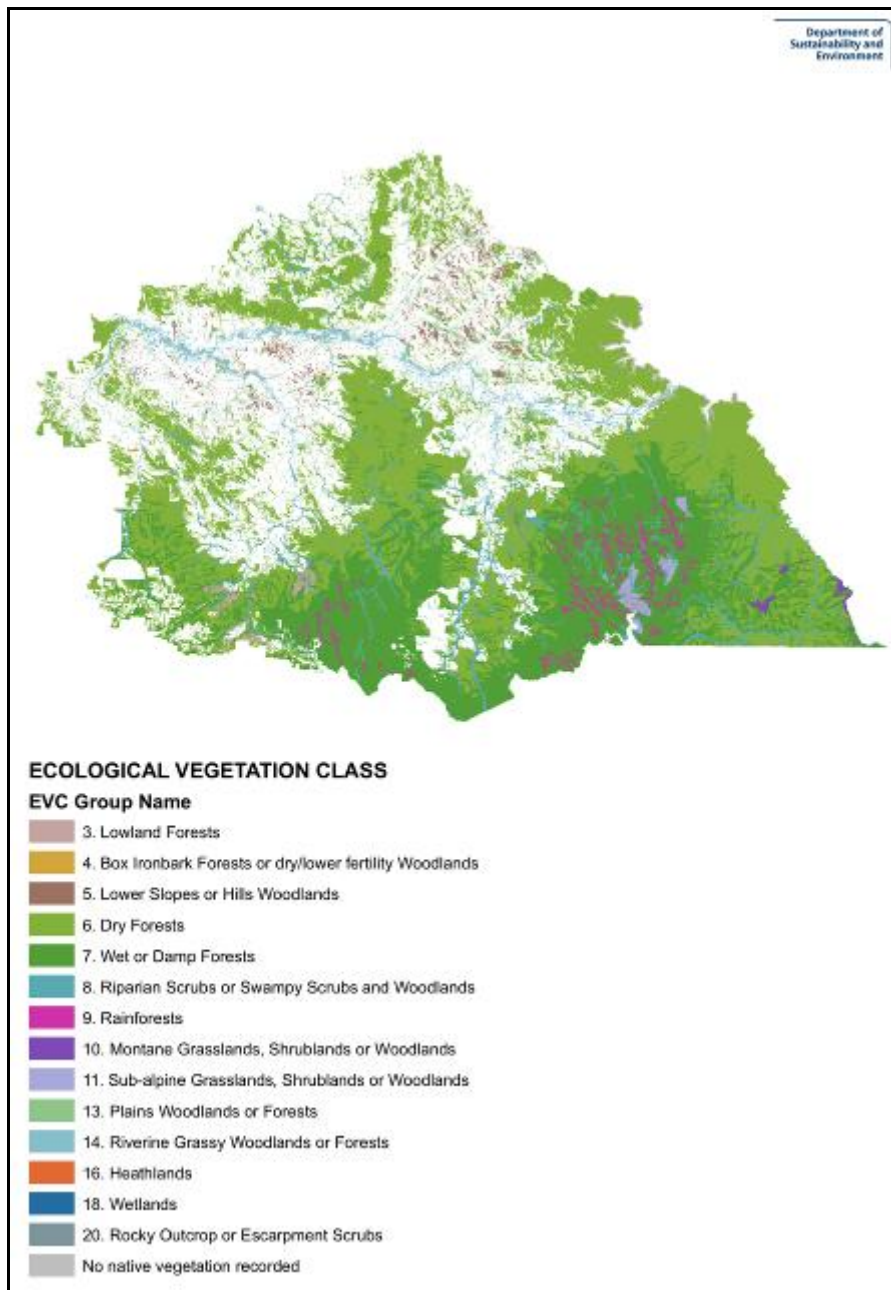 Department of
Sustainability and
Environment
ECOLOGICAL VEGETATION CLASS
EVC Group Name
3. Lowland Forests
4. Box Ironbark Forests or dry/lower fertility Woodlands
5. Lower Slopes or Hills Woodlands
6. Dry Forests
7. Wet or Damp Forests
8. Riparian Scrubs or Swampy Scrubs and Woodlands
9. Rainforests
10. Montane Grasslands, Shrublands or Woodlands
11. Sub-alpine Grasslands, Shrublands or Woodlands
13. Plains Woodlands or Forests
14. Riverine Grassy Woodlands or Forests
16. Heathlands
18. Wetlands
20. Rocky Outcrop or Escarpment Scrubs
No native vegetation recorded